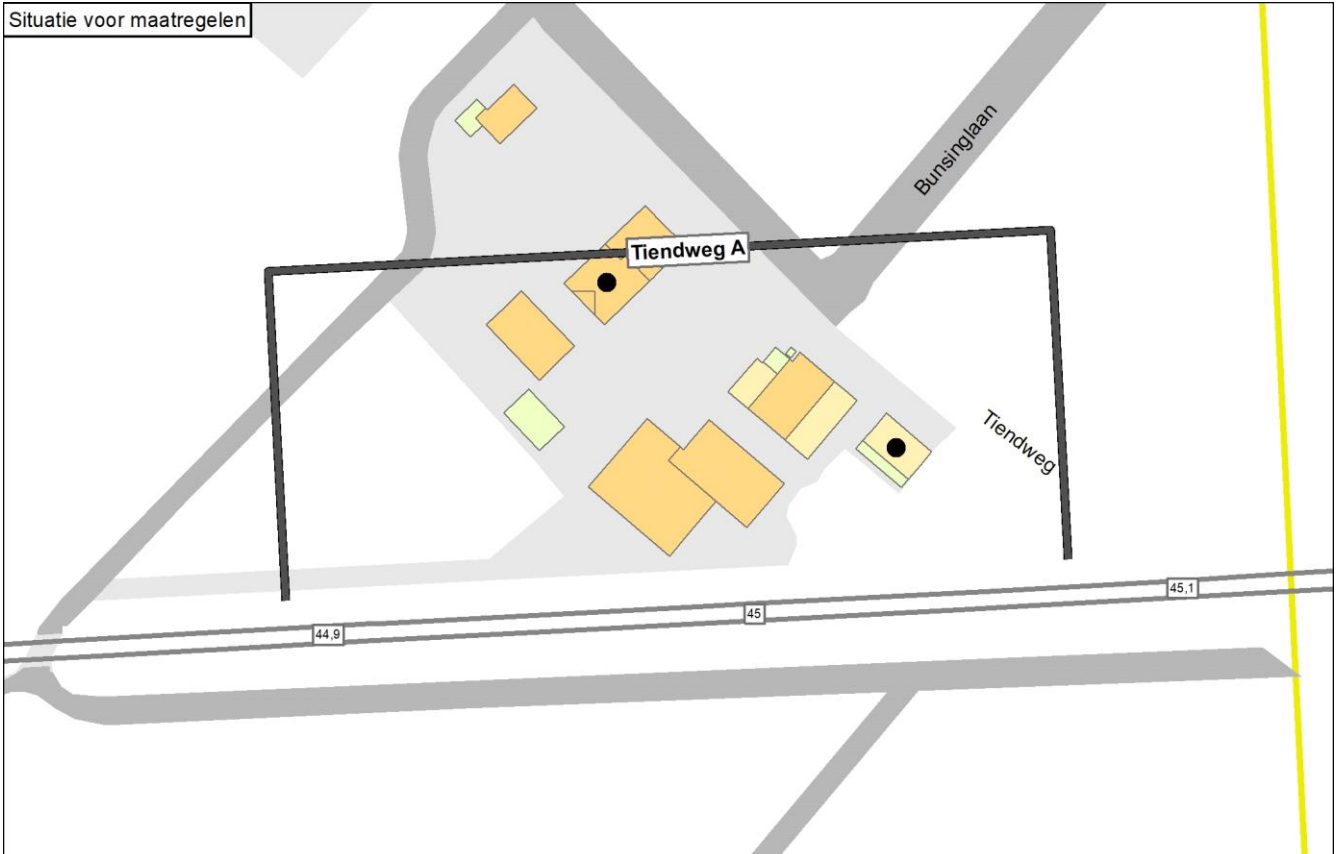 Situatie voor maatregelen
Bunsinglaan
Tiendweg A
Tiendweg
45,1
45
44,9